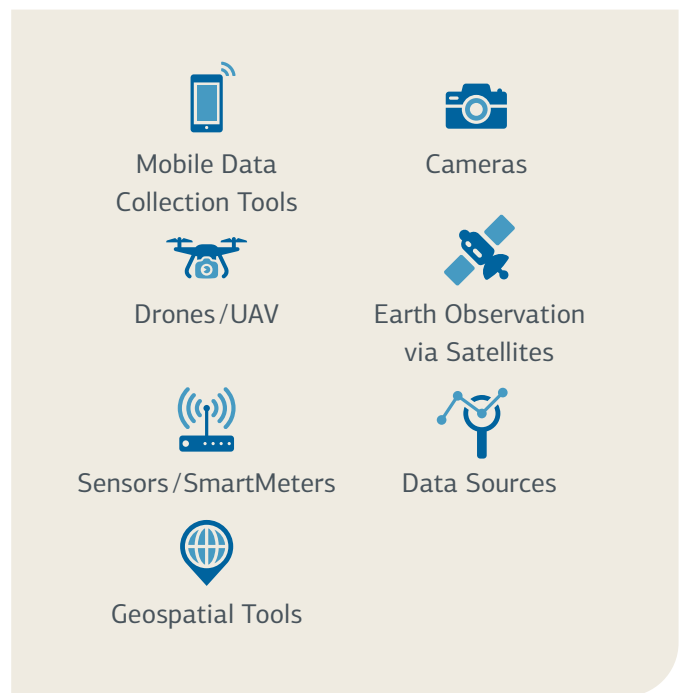 Mobile Data
Collection Tools
Cameras
Drones/UAV
Earth Observation
via Satellites
Sensors/SmartMeters
Data Sources
Geospatial Tools